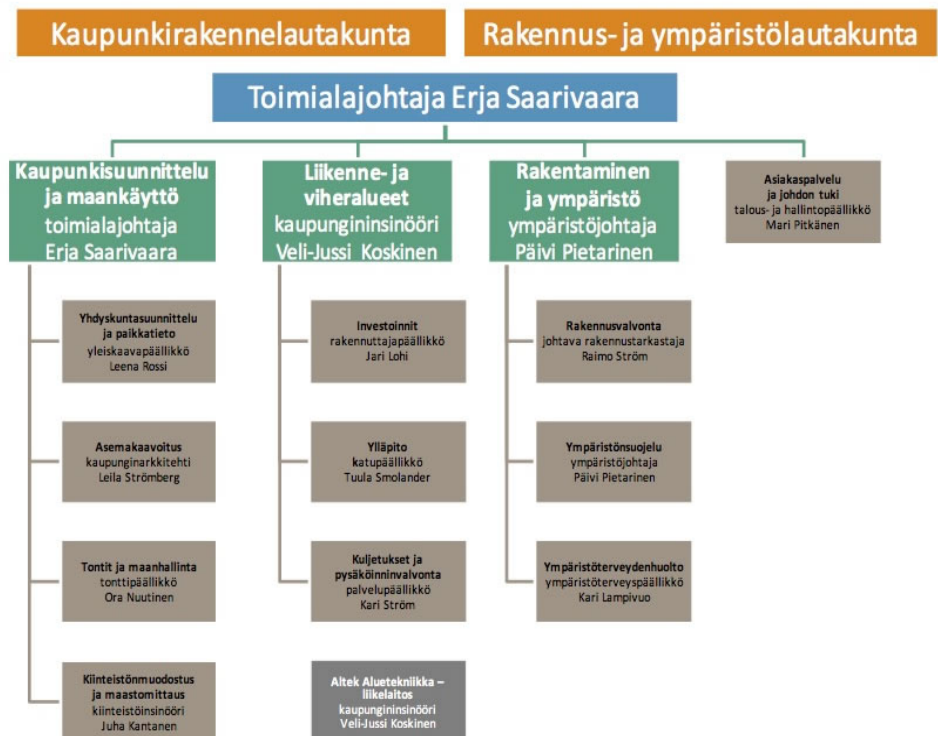 Kaupunkirakennelautakunta
Rakennus- ja ympäristölautakunta
Toimialajohtaja Erja Saarivaara
Kaupunkisuunnittelu
ja maankäyttö
toimialajohtaja
Erja Saarivaara
Liikenne- ja
viheralueet
kaupungininsinööri
Veli-Jussi Koskinen
Rakentaminen
ja ympäristö
ympäristöjohtaja
Päivi Pietarinen
Asiakaspalvelu
ja johdon tuki
talous- ja hallintopäällikkö
Mari Pitkänen
Yhdyskuntasuunnittelu
ja paikkatieto
yleiskaavapäällikkö
Leena Rossi
Investoinnit
rakennuttajapäällikkö
Jari Lohi
Rakennusvalvonta
johtava rakennustarkastaja
Raimo Ström
Asemakaavoitus
kaupunginarkkitehti
Leila Strömberg
Ylläpito
katupäällikkö
Tuula Smolander
Ympäristönsuojelu
ympäristöjohtaja
Päivi Pietarinen
Tontit ja maanhallinta
tonttipäällikkö
Ora Nuutinen
Kuljetukset ja
pysäköinninvalvonta
palvelupäällikkö
Kari Ström
Ympäristöterveydenhuolto
ympäristöterveyspäällikkö
Kari Lampivuo
Kiinteistönmuodostus
ja maastomittaus
kiinteistöinsinööri
Juha Kantanen
Altek Aluetekniikka –
liikelaitos
kaupungininsinööri
Veli-Jussi Koskinen